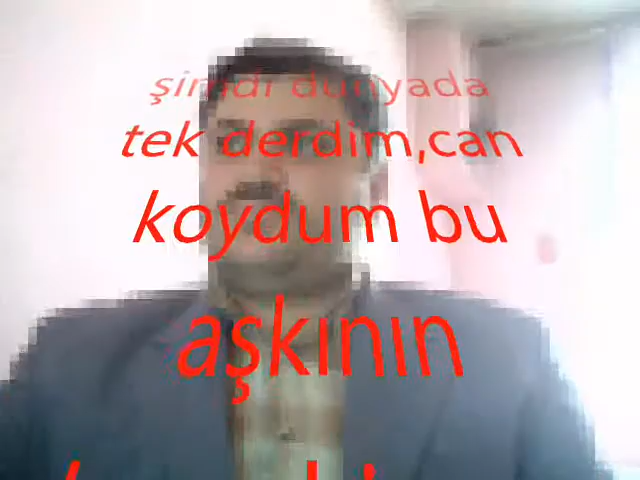 şimdi dünyada
tek derdim,can
koydum bu
aşkının